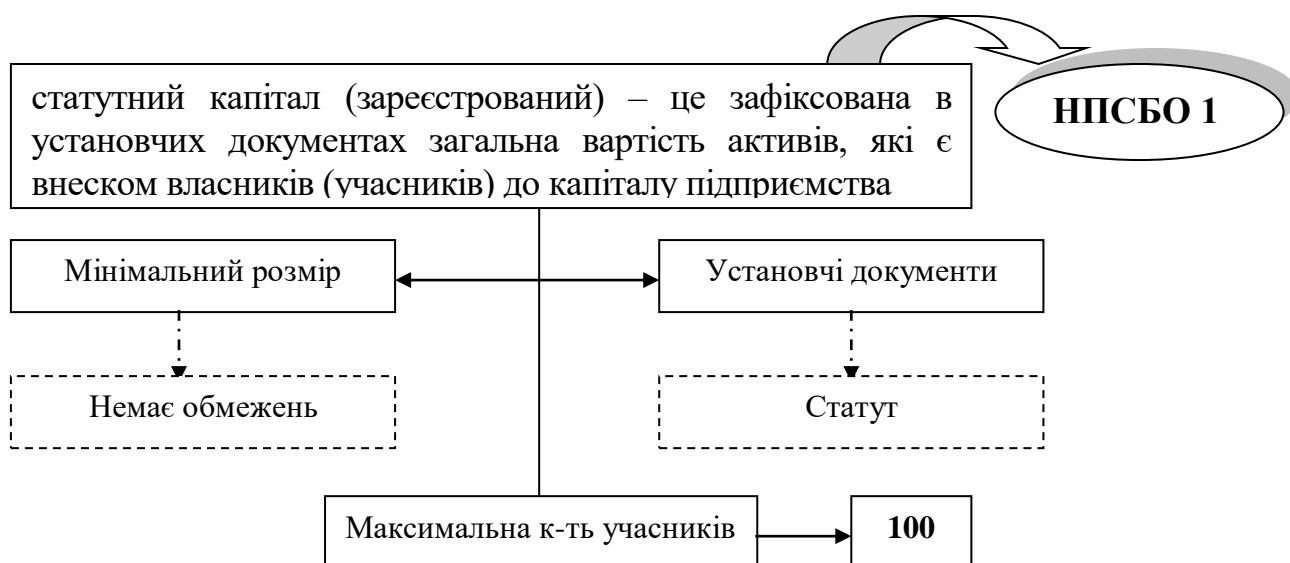 статутний капітал (зареєстрований) – це зафіксована в
установчих документах загальна вартість активів, які є
внеском власників (учасників) до капіталу підприємства
НПСБО 1
Мінімальний розмір
Установчі документи
Немає обмежень
Статут
Максимальна к-ть учасників
100